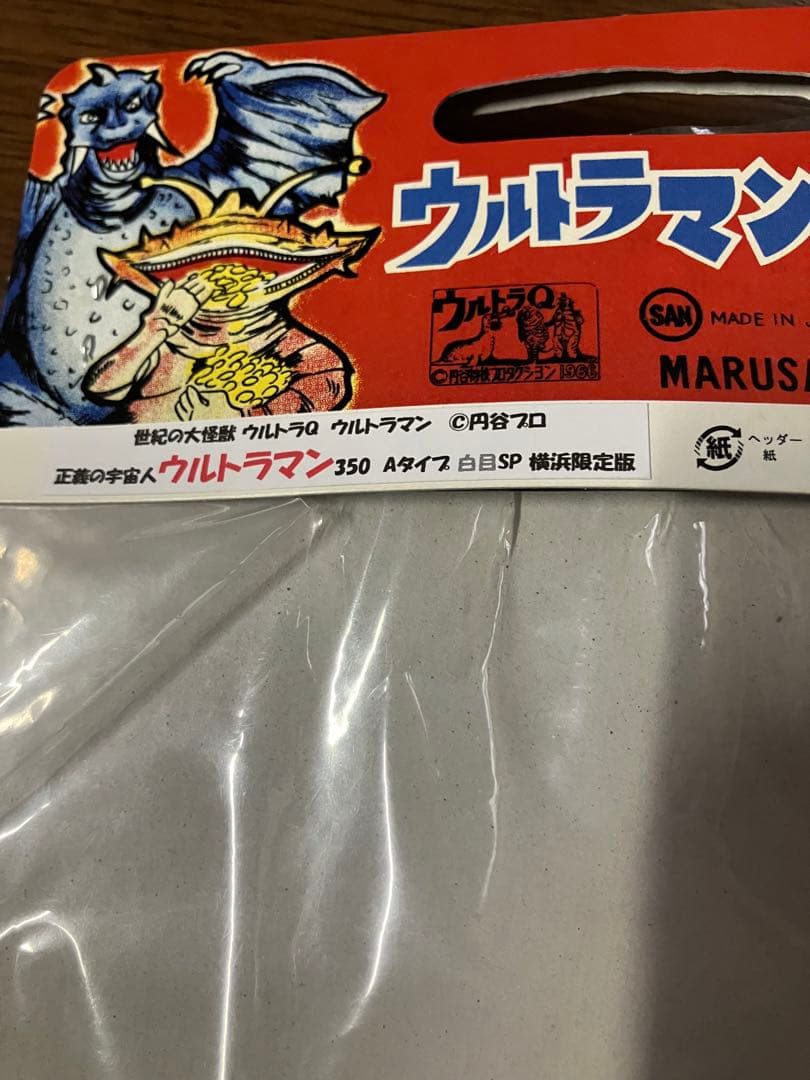 ウルトラマン
ウルトラQ
©円谷特技プロダクション 1966
SAN
MADE IN
MARUSA
世紀の大怪獣 ウルトラQ ウルトラマン ©円谷プロ
正義の宇宙人ウルトラマン350 Aタイプ 白目SP 横浜限定版
紙
ヘッダー
紙